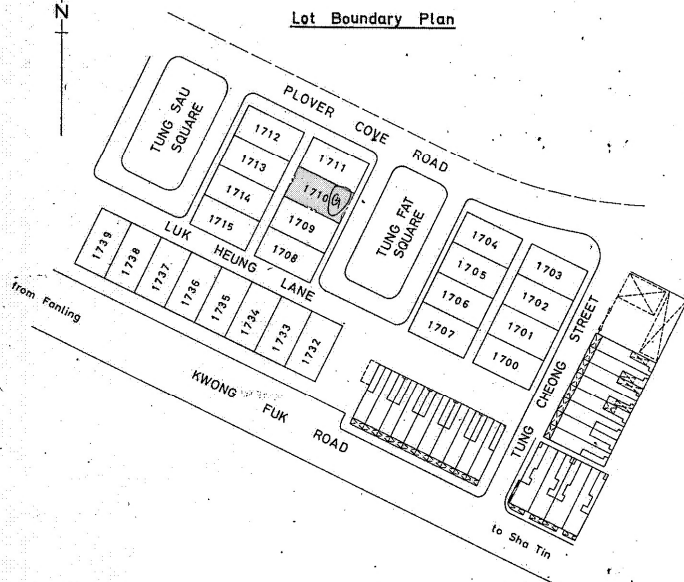 N
Lot Boundary Plan
PLOVER COVE ROAD
TUNG SAU
SQUARE
1712
1711
1713
1710
G
1714
1709
1715
1708
TUNG FAT
SQUARE
LUK HEUNG LANE
1704
1703
1705
1702
1706
1701
1707
1700
1739
1738
1737
1736
1735
1734
1733
1732
from Fanling
KWONG FUK ROAD
TUNG CHEONG STREET
to Sha Tin